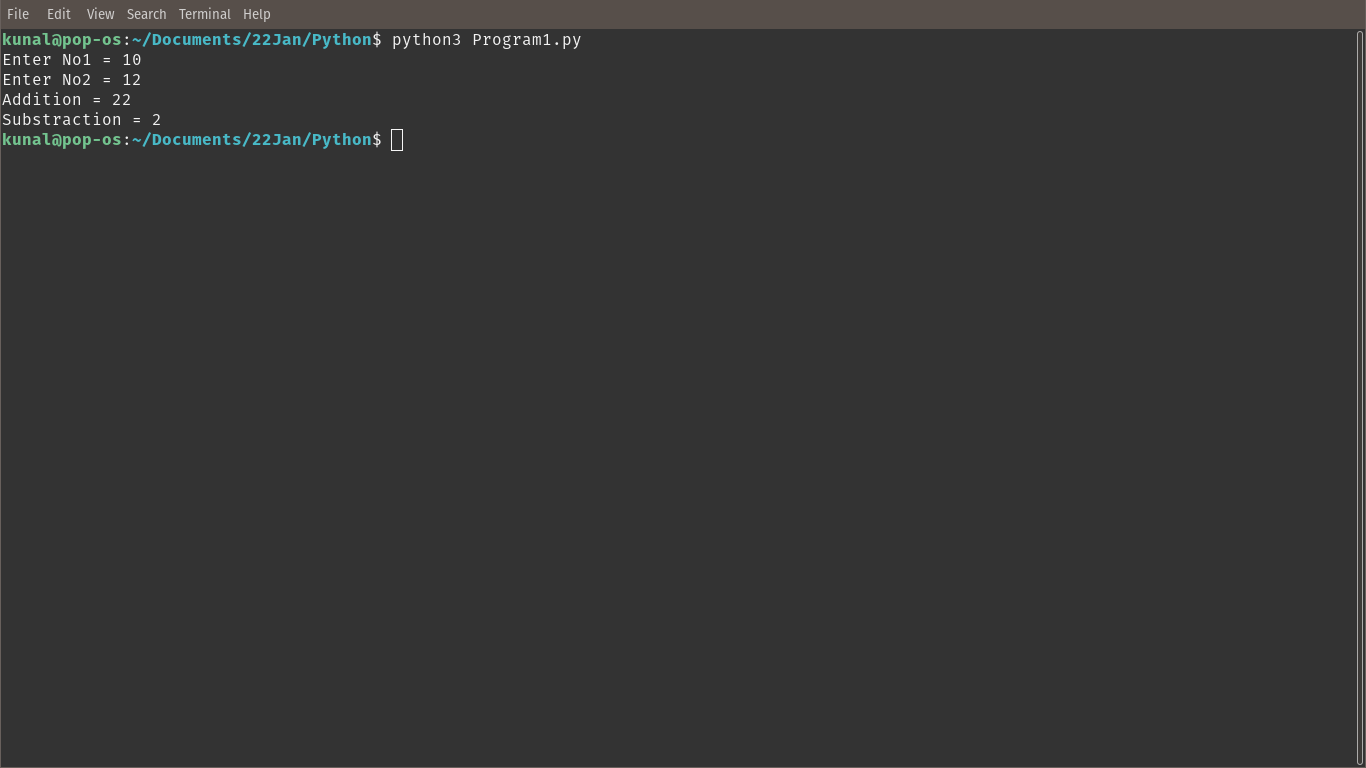 File Edit View Search Terminal Help
kunal@pop-os:~/Documents/22Jan/Python$ python3 Program1.py
Enter No1 = 10
Enter No2 = 12
Addition = 22
Substraction = 2
kunal@pop-os:~/Documents/22Jan/Python$